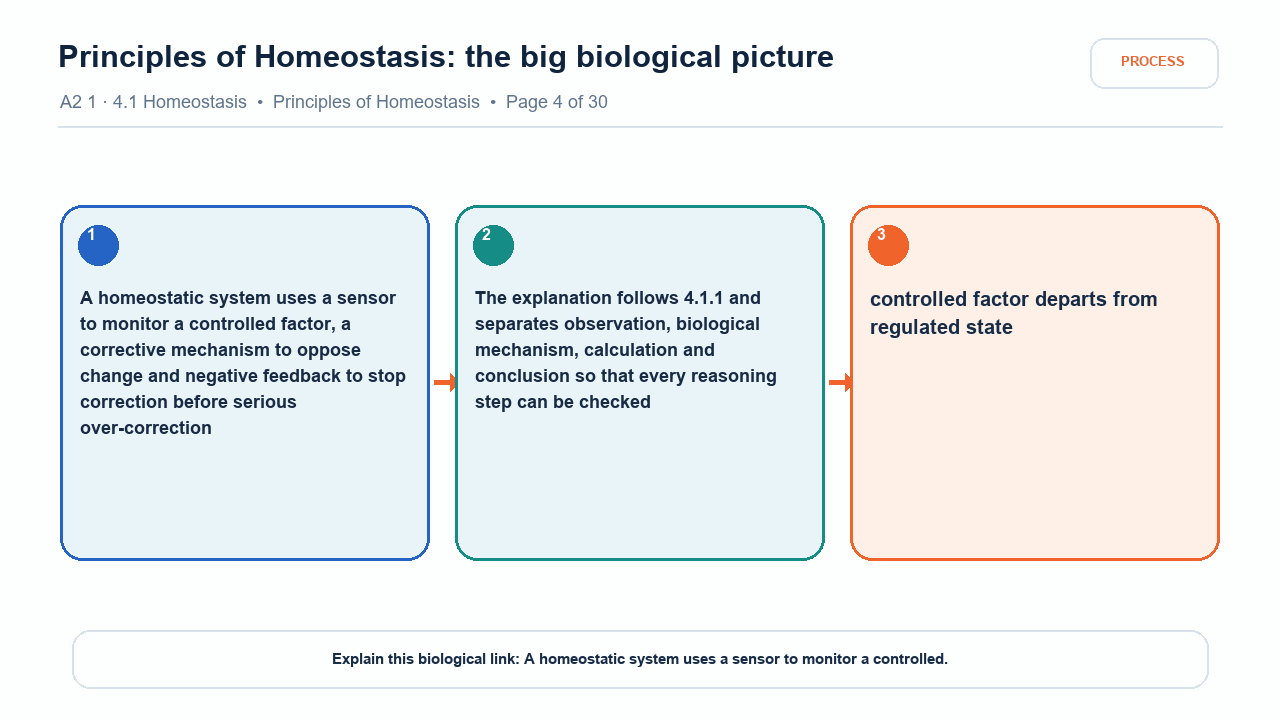 Principles of Homeostasis: the big biological picture
PROCESS
A2 1 · 4.1 Homeostasis • Principles of Homeostasis • Page 4 of 30
1
A homeostatic system uses a sensor
to monitor a controlled factor, a
corrective mechanism to oppose
change and negative feedback to stop
correction before serious
over-correction
2
The explanation follows 4.1.1 and
separates observation, biological
mechanism, calculation and
conclusion so that every reasoning
step can be checked
3
controlled factor departs from
regulated state
Explain this biological link: A homeostatic system uses a sensor to monitor a controlled.